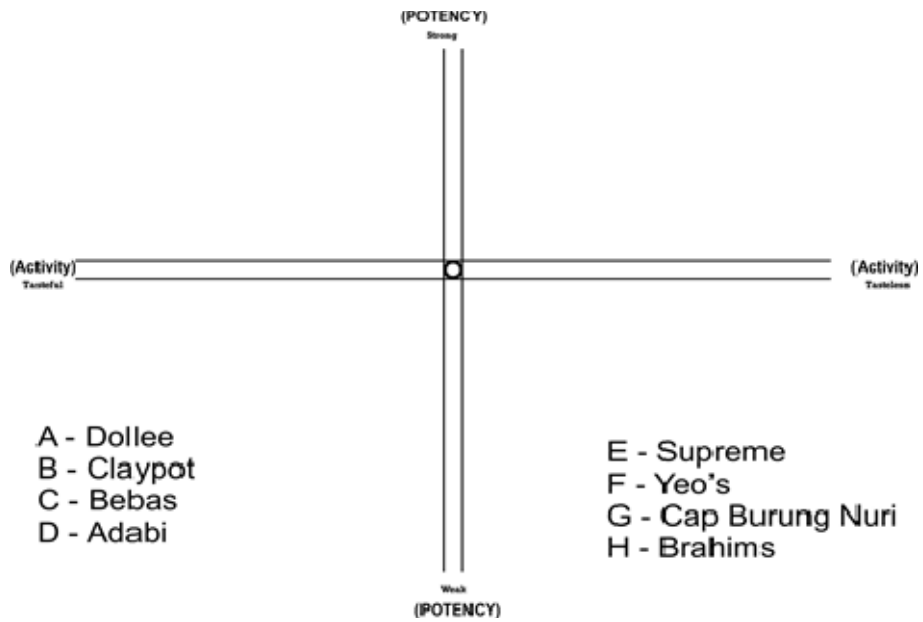 (POTENCY)
Strong
(Activity)
Tasteful
(Activity)
Tasteless
A - Dollee
B - Claypot
C - Bebas
D - Adabi
E - Supreme
F - Yeo's
G - Cap Burung Nuri
H - Brahims
Weak
(POTENCY)